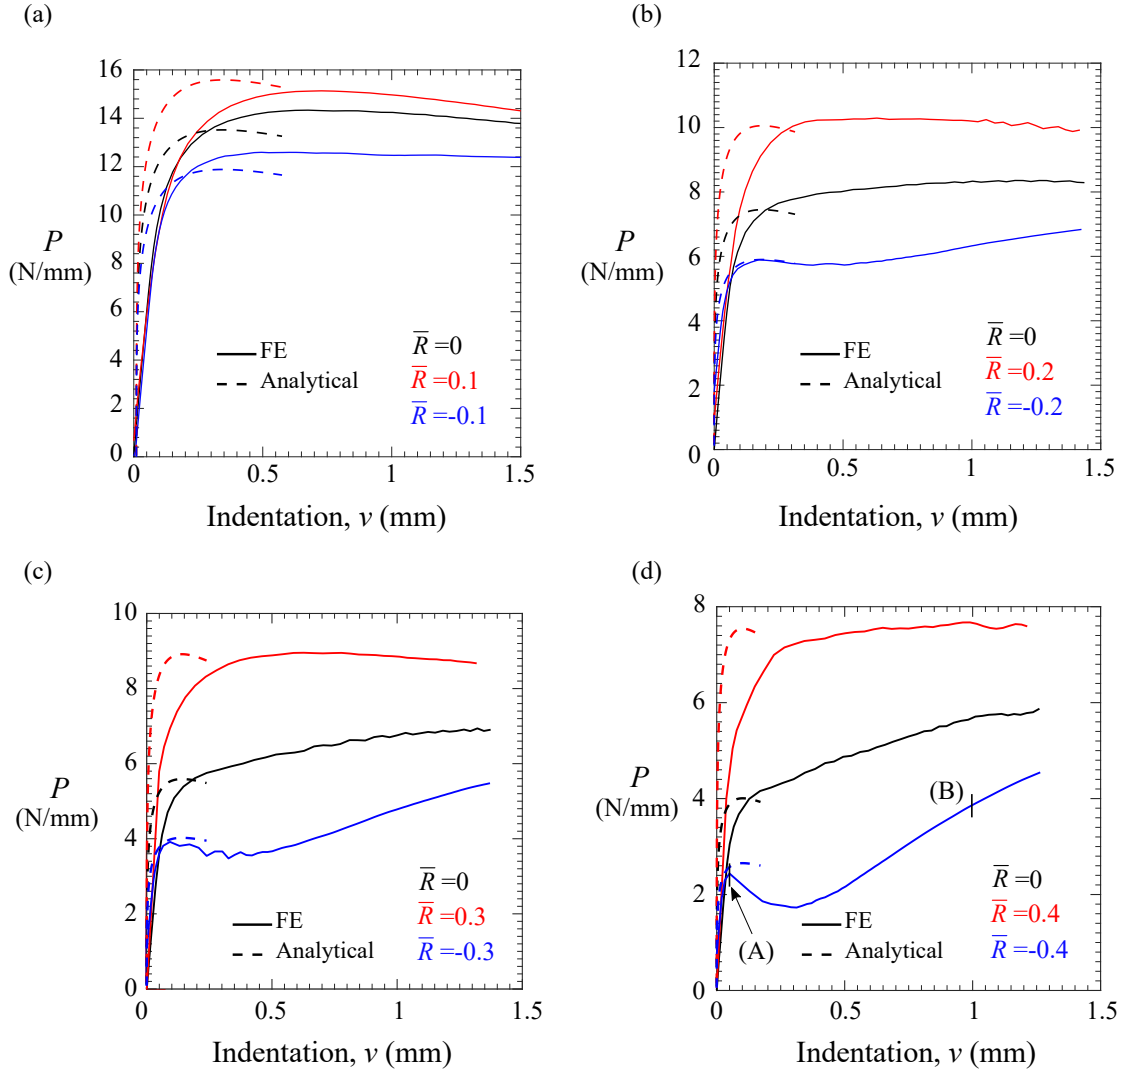 (a)
16
14
12
10
8
6
4
2
0
P
(N/mm)
FE
Analytical
R̅ =0
R̅ =0.1
R̅ =-0.1
0 0.5 1 1.5
Indentation, v (mm)
(b)
12
10
8
6
4
2
0
P
(N/mm)
FE
Analytical
R̅ =0
R̅ =0.2
R̅ =-0.2
0 0.5 1 1.5
Indentation, v (mm)
(c)
10
8
6
4
2
0
P
(N/mm)
FE
Analytical
R̅ =0
R̅ =0.3
R̅ =-0.3
0 0.5 1 1.5
Indentation, v (mm)
(d)
8
6
4
2
0
P
(N/mm)
(B)
(A)
FE
Analytical
R̅ =0
R̅ =0.4
R̅ =-0.4
0 0.5 1 1.5
Indentation, v (mm)